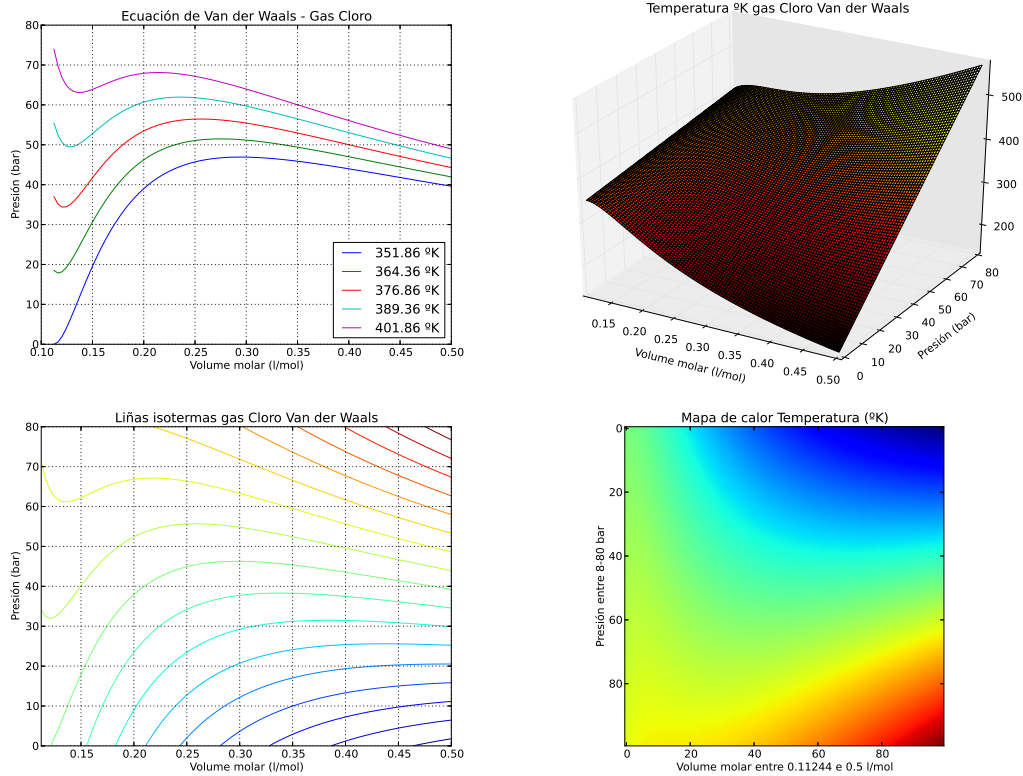 Ecuación de Van der Waals - Gas Cloro
80
70
60
50
40
30
20
10
0
Presión (bar)
351.86 ºK
364.36 ºK
376.86 ºK
389.36 ºK
401.86 ºK
0.10 0.15 0.20 0.25 0.30 0.35 0.40 0.45 0.50
Volume molar (l/mol)
Temperatura ºK gas Cloro Van der Waals
500
400
300
200
0.15 0.20 0.25 0.30 0.35 0.40 0.45 0.50
Volume molar (l/mol)
0 10 20 30 40 50 60 70 80
Presión (bar)
Liñas isotermas gas Cloro Van der Waals
80
70
60
50
40
30
20
10
0
Presión (bar)
0.15 0.20 0.25 0.30 0.35 0.40 0.45 0.50
Volume molar (l/mol)
Mapa de calor Temperatura (ºK)
0
20
40
60
80
Presión entre 8-80 bar
0 20 40 60 80
Volume molar entre 0.11244 e 0.5 l/mol